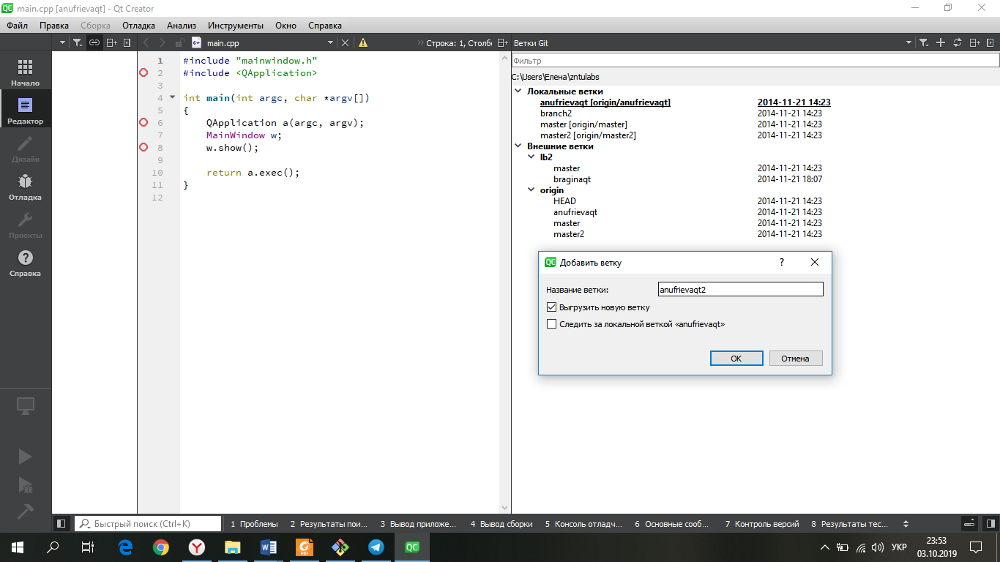 main.cpp [anufrievaqt] - Qt Creator
Файл Правка Сборка Отладка Анализ Инструменты Окно Справка
main.cpp
Строка: 1, Столбе
Ветки Git
Начало
Редактор
Дизайн
Отладка
Проекты
Справка
1 #include "mainwindow.h"
2 #include <QApplication>
3
4 int main(int argc, char *argv[])
5 {
6 QApplication a(argc, argv);
7 MainWindow w;
8 w.show();
9
10 return a.exec();
11 }
12
Фильтр
C:\Users\Елена\zntulabs
Локальные ветки
anufrievaqt [origin/anufrievaqt] 2014-11-21 14:23
branch2 2014-11-21 14:23
master [origin/master] 2014-11-21 14:23
master2 [origin/master2] 2014-11-21 14:23
Внешние ветки
lb2
master 2014-11-21 14:23
braginaqt 2014-11-21 18:07
origin
HEAD 2014-11-21 14:23
anufrievaqt 2014-11-21 14:23
master 2014-11-21 14:23
master2 2014-11-21 14:23
Добавить ветку ?
Название ветки: anufrievaqt2
Выгрузить новую ветку
Следить за локальной веткой «anufrievaqt»
OK Отмена
Быстрый поиск (Ctrl+K) 1 Проблемы 2 Результаты пои... 3 Вывод приложе... 4 Вывод сборки 5 Консоль отладч... 6 Основные сооб... 7 Контроль версий 8 Результаты тес...
УКР
23:53
03.10.2019